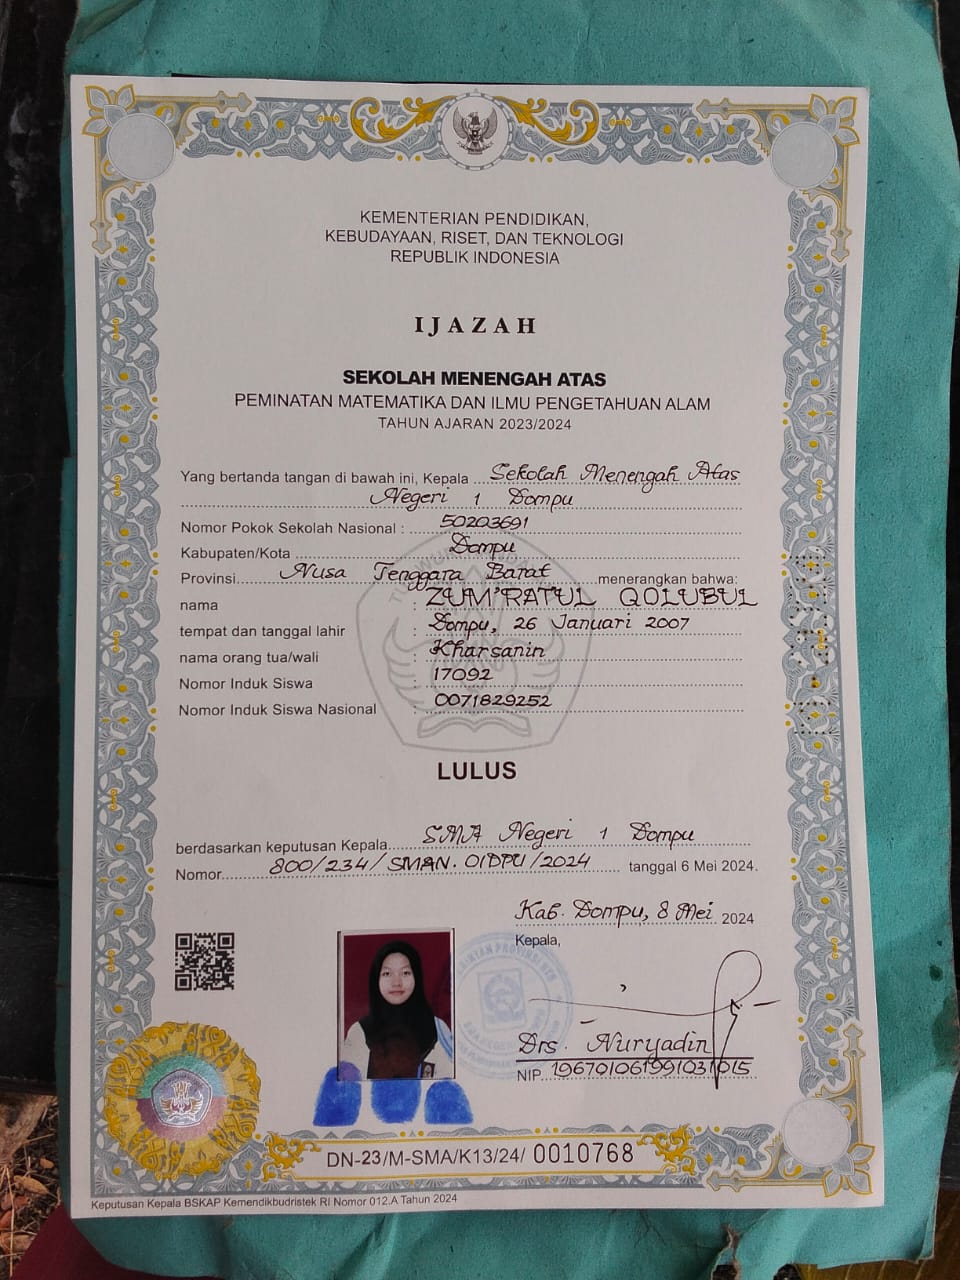 KEMENTERIAN PENDIDIKAN,
KEBUDAYAAN, RISET, DAN TEKNOLOGI
REPUBLIK INDONESIA
IJAZAH
SEKOLAH MENENGAH ATAS
PEMINATAN MATEMATIKA DAN ILMU PENGETAHUAN ALAM
TAHUN AJARAN 2023/2024
Yang bertanda tangan di bawah ini, Kepala Sekolah Menengah Atas
Negeri 1 Dompu
Nomor Pokok Sekolah Nasional : 50203691
Kabupaten/Kota Dompu
Provinsi Nusa Tenggara Barat menerangkan bahwa:
nama : ZUM'RATUL QOLUBUL
tempat dan tanggal lahir : Dompu, 26 Januari 2007
nama orang tua/wali : Kharsanin
Nomor Induk Siswa : 17092
Nomor Induk Siswa Nasional : 0071829252
LULUS
berdasarkan keputusan Kepala SMA Negeri 1 Dompu
Nomor 800/234/SMAN.01DPU/2024 tanggal 6 Mei 2024.
Kab. Dompu, 8 Mei 2024
Kepala,
Drs. Nuryadin
NIP. 196701061991031015
DN-23/M-SMA/K13/24/ 0010768
Keputusan Kepala BSKAP Kemendikbudristek RI Nomor 012.A Tahun 2024